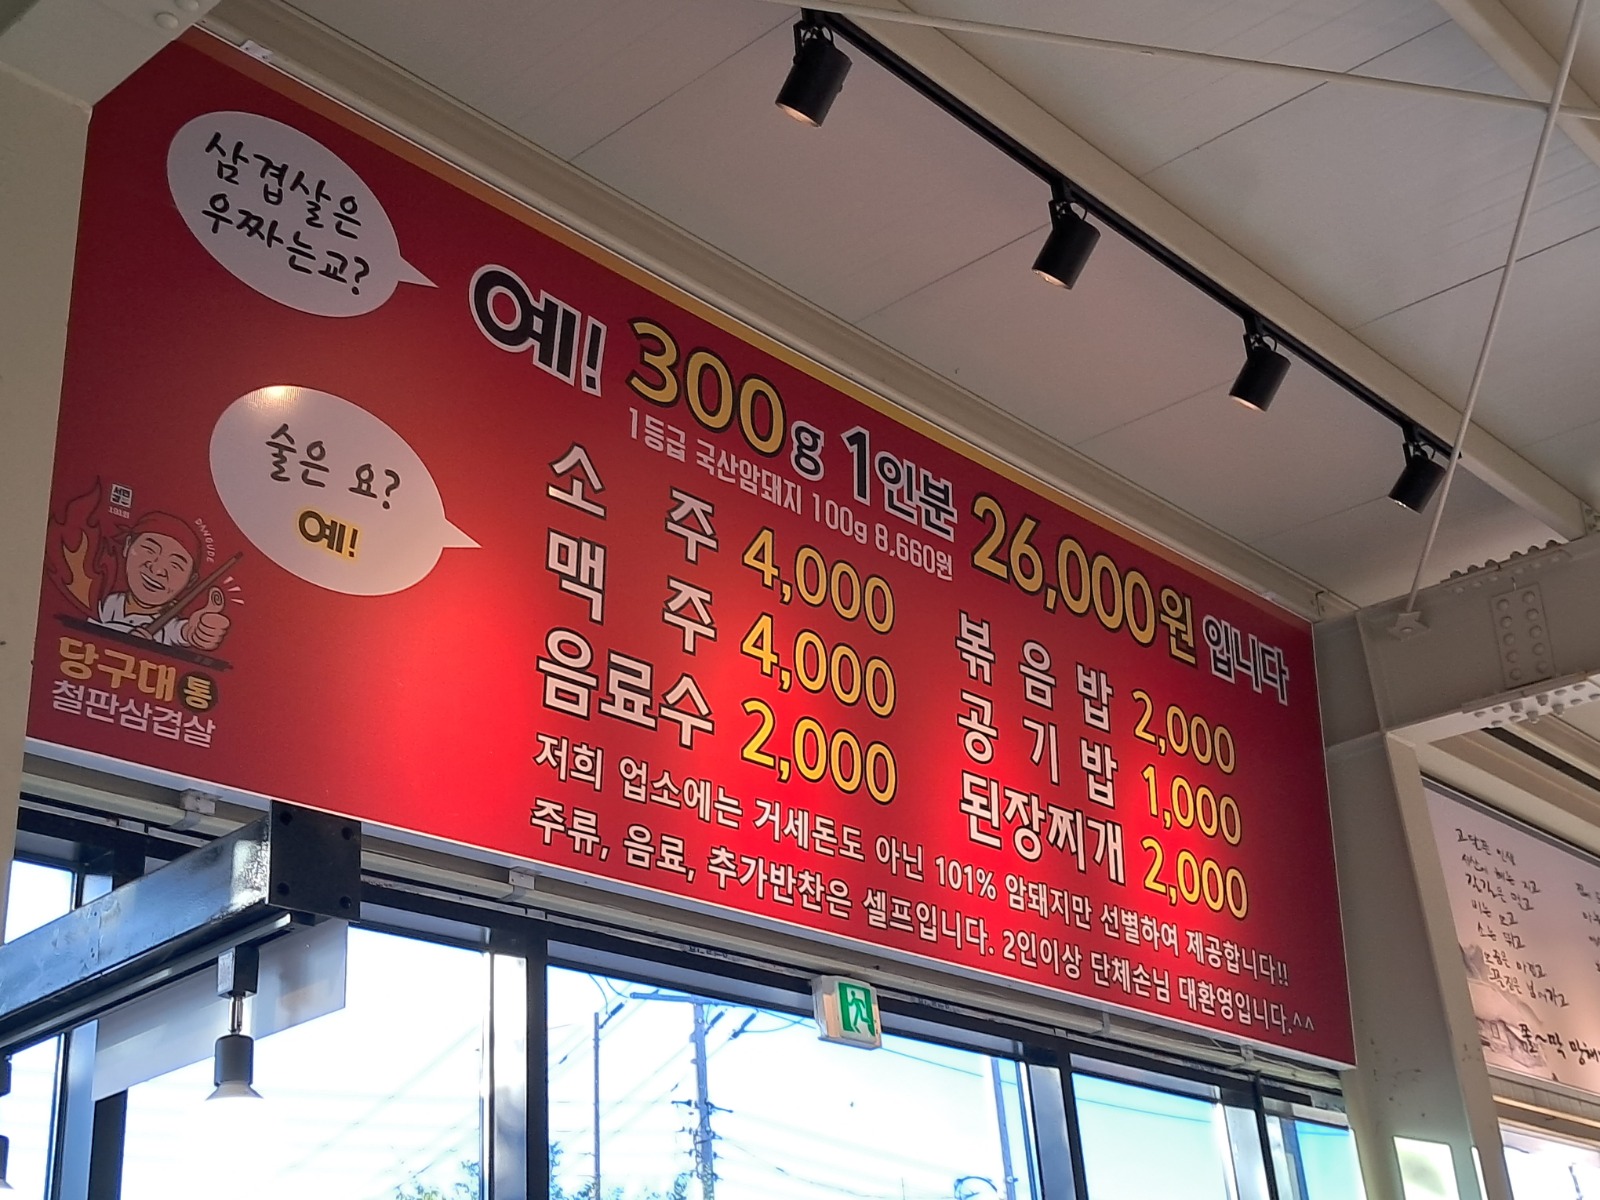 삼겹살은
우짜는교?
예! 300g 1인분 26,000원 입니다
1등급 국산암돼지 100g 8,660원
술은 요?
예!
소 주 4,000
맥 주 4,000
음료수 2,000
볶음밥 2,000
공기밥 1,000
된장찌개 2,000
저희 업소에는 거세돈도 아닌 101% 암돼지만 선별하여 제공합니다!!
주류, 음료, 추가반찬은 셀프입니다. 2인이상 단체손님 대환영입니다.^^
DANGUDE
당구대통
철판삼겹살
고달픈 인생